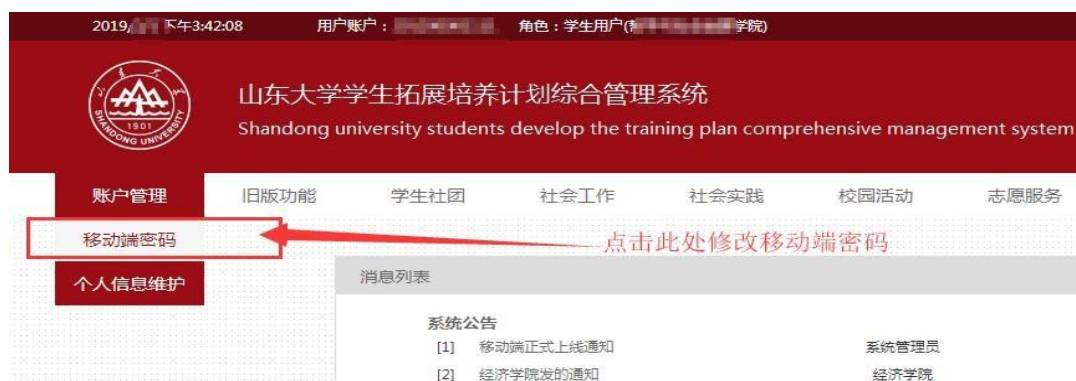 2019 下午3:42:08 用户账户： 角色：学生用户( 学院)
山东大学学生拓展培养计划综合管理系统
Shandong university students develop the training plan comprehensive management system
SHANDONG UNIVERSITY
1901
账户管理 旧版功能 学生社团 社会工作 社会实践 校园活动 志愿服务
移动端密码
点击此处修改移动端密码
个人信息维护
消息列表
系统公告
[1] 移动端正式上线通知 系统管理员
[2] 经济学院发的通知 经济学院